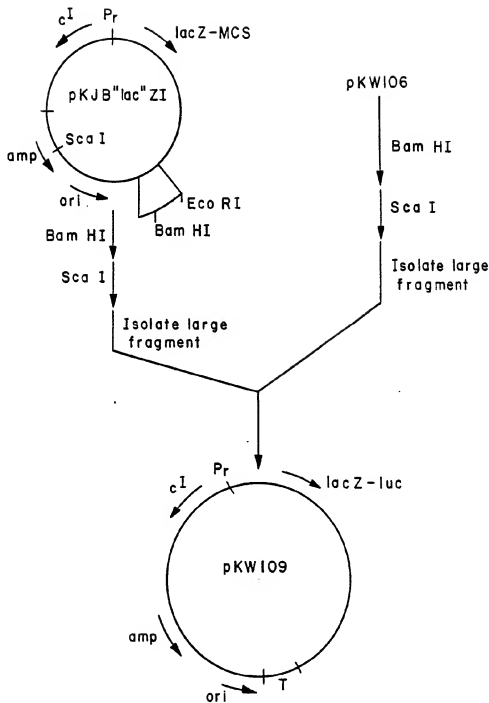 cI
Pr
lacZ-MCS
pKJB"lac"ZI
pKW106
Sca I
amp
ori
Eco RI
Bam HI
Bam HI
Bam HI
Sca I
Sca I
Isolate large
fragment
Isolate large
fragment
cI
Pr
lacZ-luc
pKW109
amp
ori
T